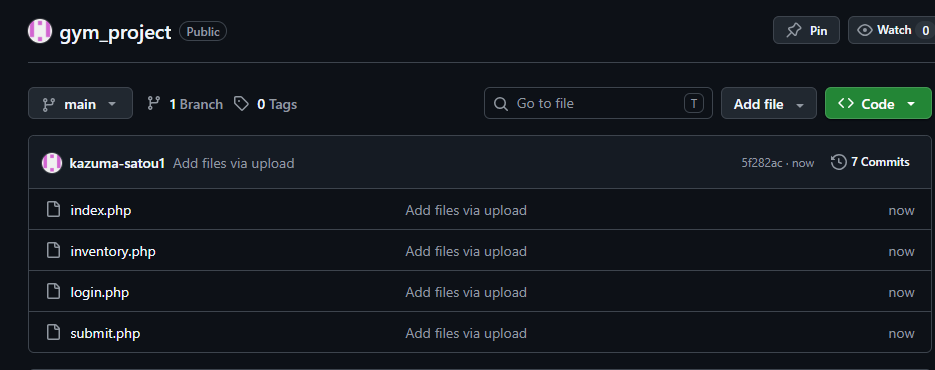 gym_project Public Pin Watch 0
main 1 Branch 0 Tags Go to file T Add file Code
kazuma-satou1 Add files via upload 5f282ac · now 7 Commits
index.php Add files via upload now
inventory.php Add files via upload now
login.php Add files via upload now
submit.php Add files via upload now